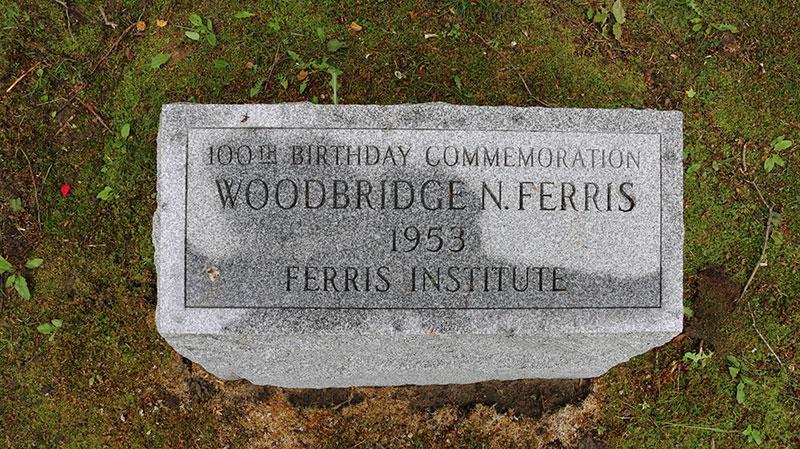 100TH BIRTHDAY COMMEMORATION
WOODBRIDGE N. FERRIS
1953
FERRIS INSTITUTE